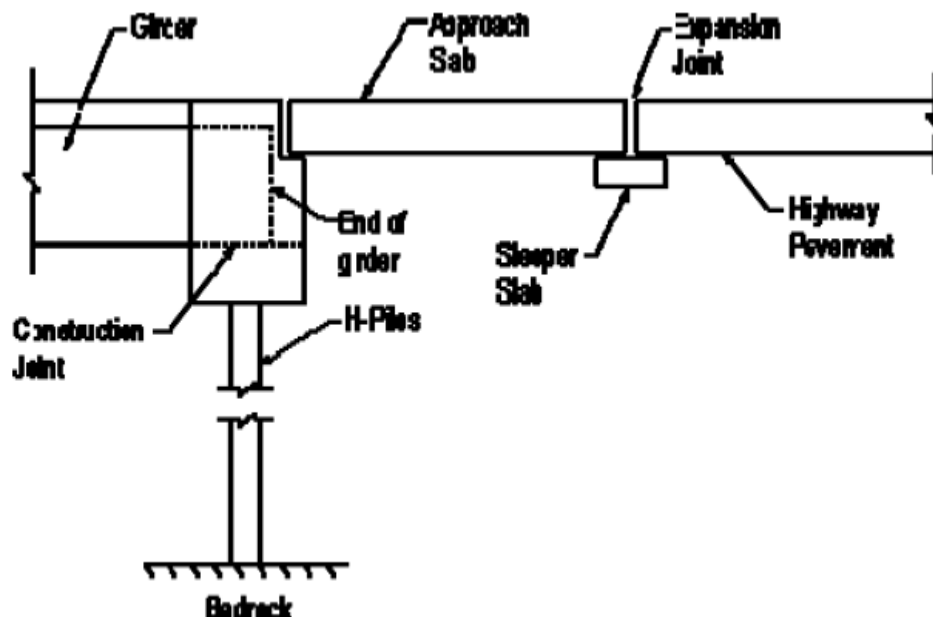 Girder
Approach
Slab
Expansion
Joint
End of
girder
Sleeper
Slab
Highway
Pavement
Construction
Joint
H-Piles
Bedrock